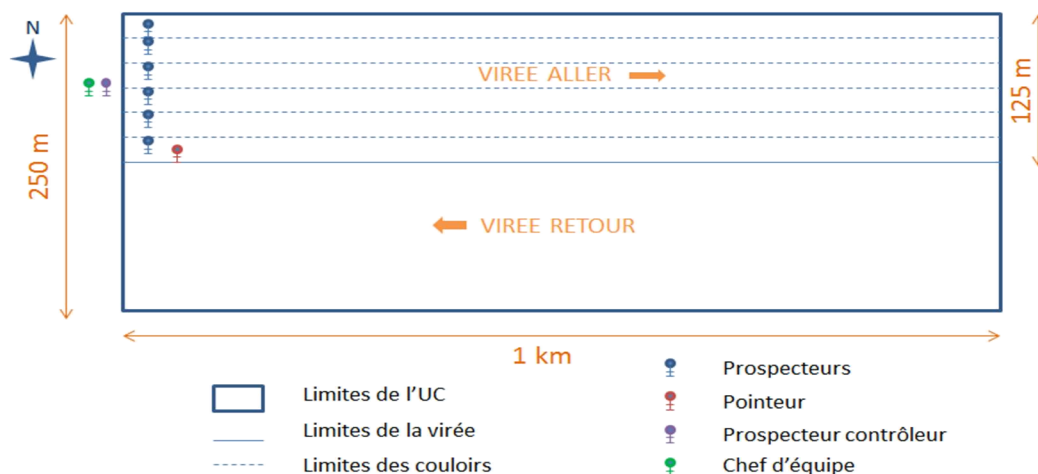 N
VIREE ALLER
125 m
250 m
VIREE RETOUR
1 km
Limites de l'UC
Limites de la virée
Limites des couloirs
Prospecteurs
Pointeur
Prospecteur contrôleur
Chef d'équipe